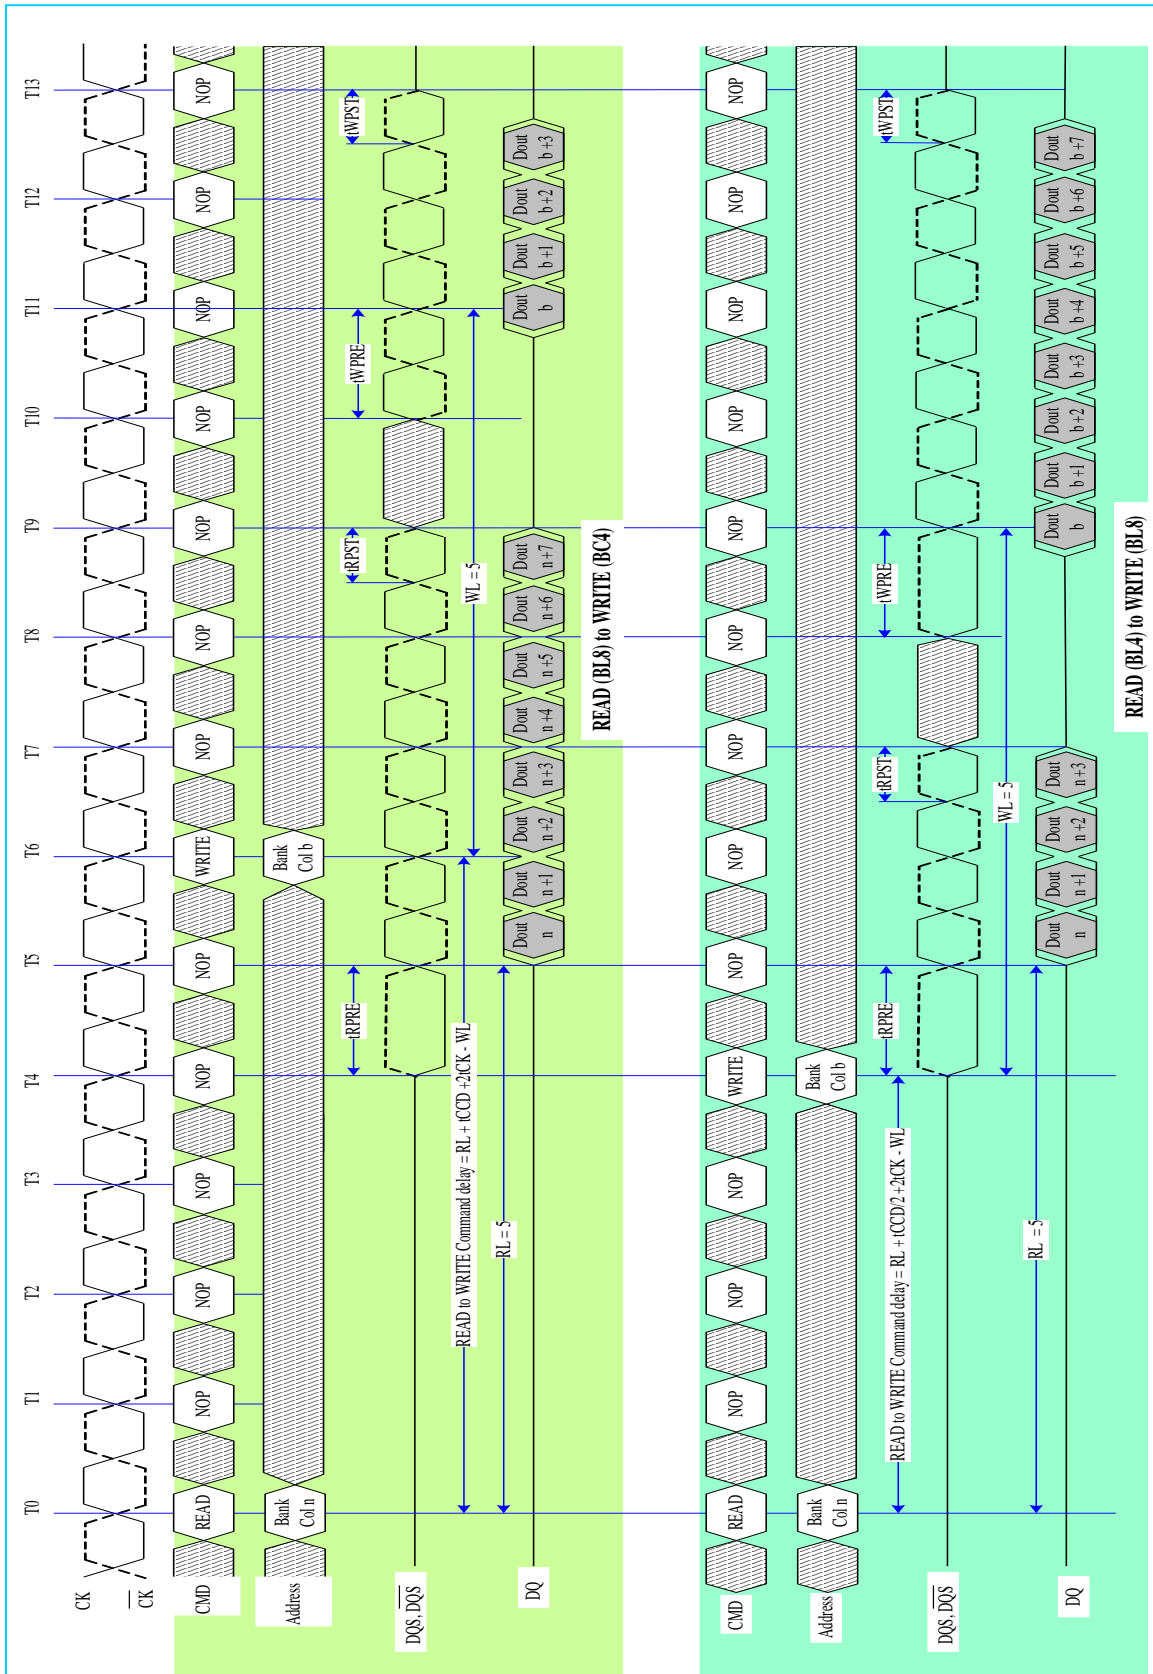 T0 T1 T2 T3 T4 T5 T6 T7 T8 T9 T10 T11 T12 T13
CK
CK
CMD READ NOP NOP NOP NOP NOP WRITE NOP NOP NOP NOP NOP NOP NOP
Address Bank Bank
Col n Col b
tRPRE tRPST tWPRE tWPST
DQS, DQS
READ to WRITE Command delay = RL + tCCD +2tCK - WL WL = 5
RL = 5
DQ Dout Dout Dout Dout Dout Dout Dout Dout Dout Dout Dout Dout
n n+1 n+2 n+3 n+4 n+5 n+6 n+7 b b+1 b+2 b+3
READ (BL8) to WRITE (BC4)
CMD READ NOP NOP NOP WRITE NOP NOP NOP NOP NOP NOP NOP NOP NOP
Address Bank Bank
Col n Col b
tRPRE tRPST tWPRE tWPST
READ to WRITE Command delay = RL + tCCD/2 + 2tCK - WL
DQS, DQS
WL = 5
RL = 5
DQ Dout Dout Dout Dout Dout Dout Dout Dout Dout Dout Dout Dout
n n+1 n+2 n+3 b b+1 b+2 b+3 b+4 b+5 b+6 b+7
READ (BL4) to WRITE (BL8)